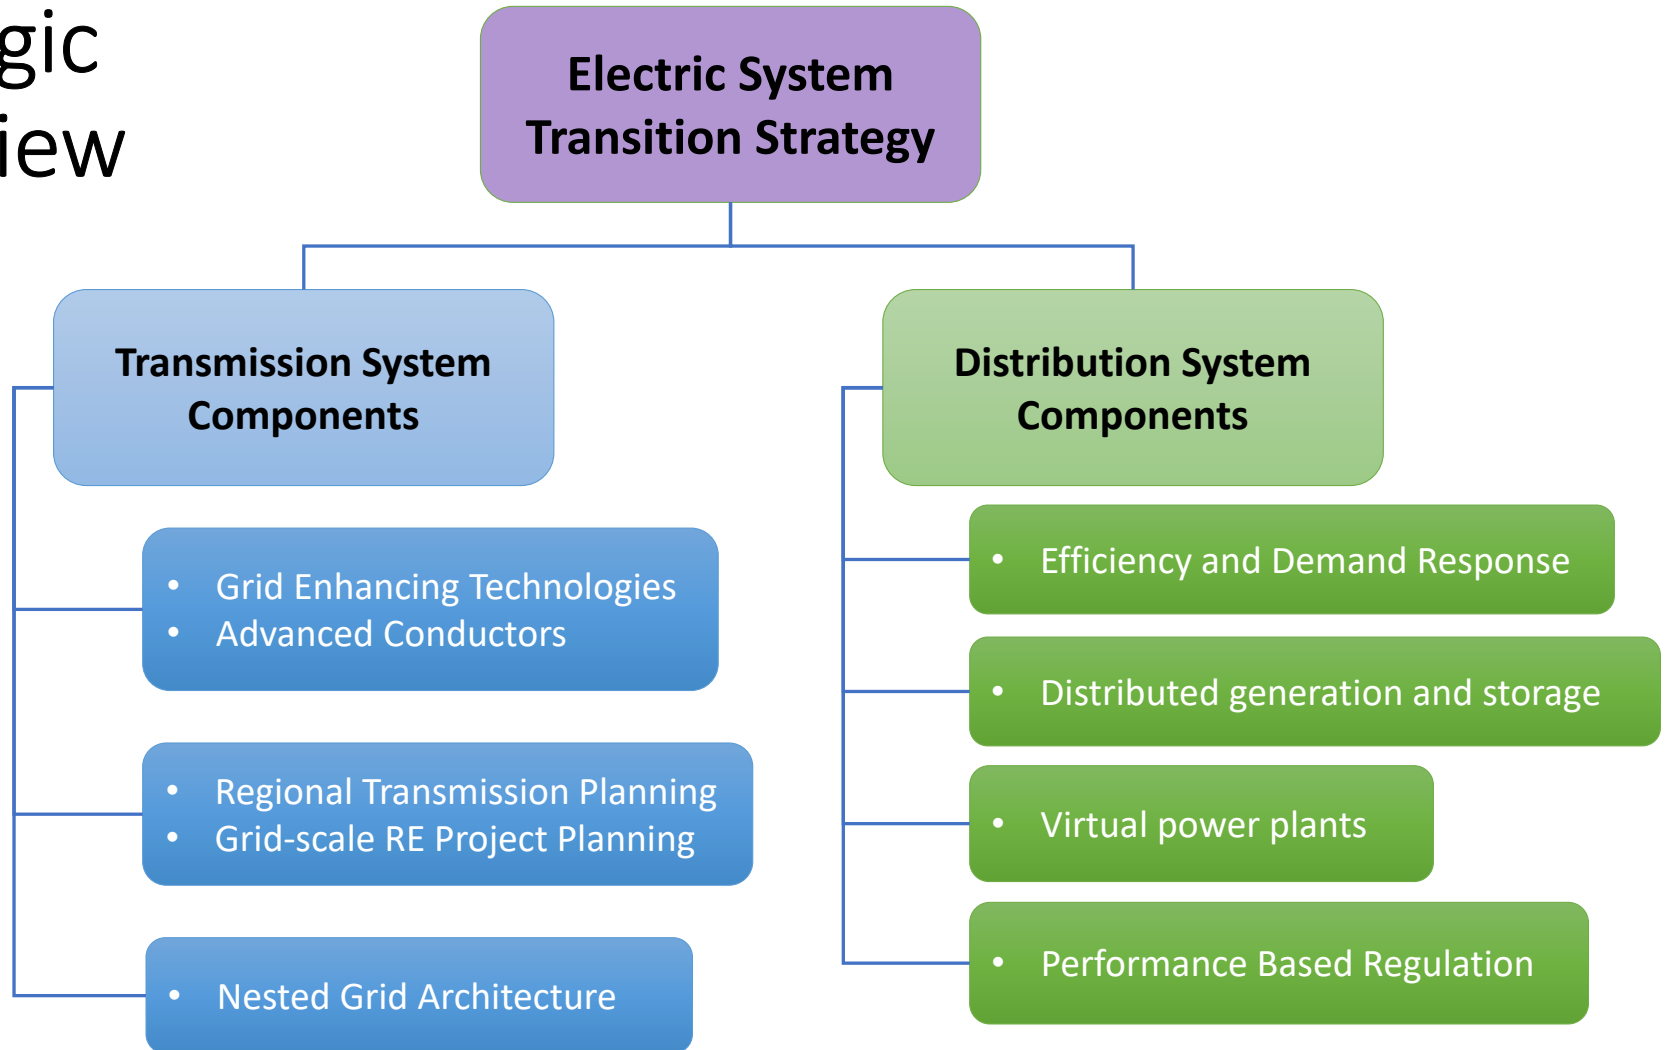 gic
iew
Electric System
Transition Strategy
Transmission System
Components
• Grid Enhancing Technologies
• Advanced Conductors
• Regional Transmission Planning
• Grid-scale RE Project Planning
• Nested Grid Architecture
Distribution System
Components
• Efficiency and Demand Response
• Distributed generation and storage
• Virtual power plants
• Performance Based Regulation